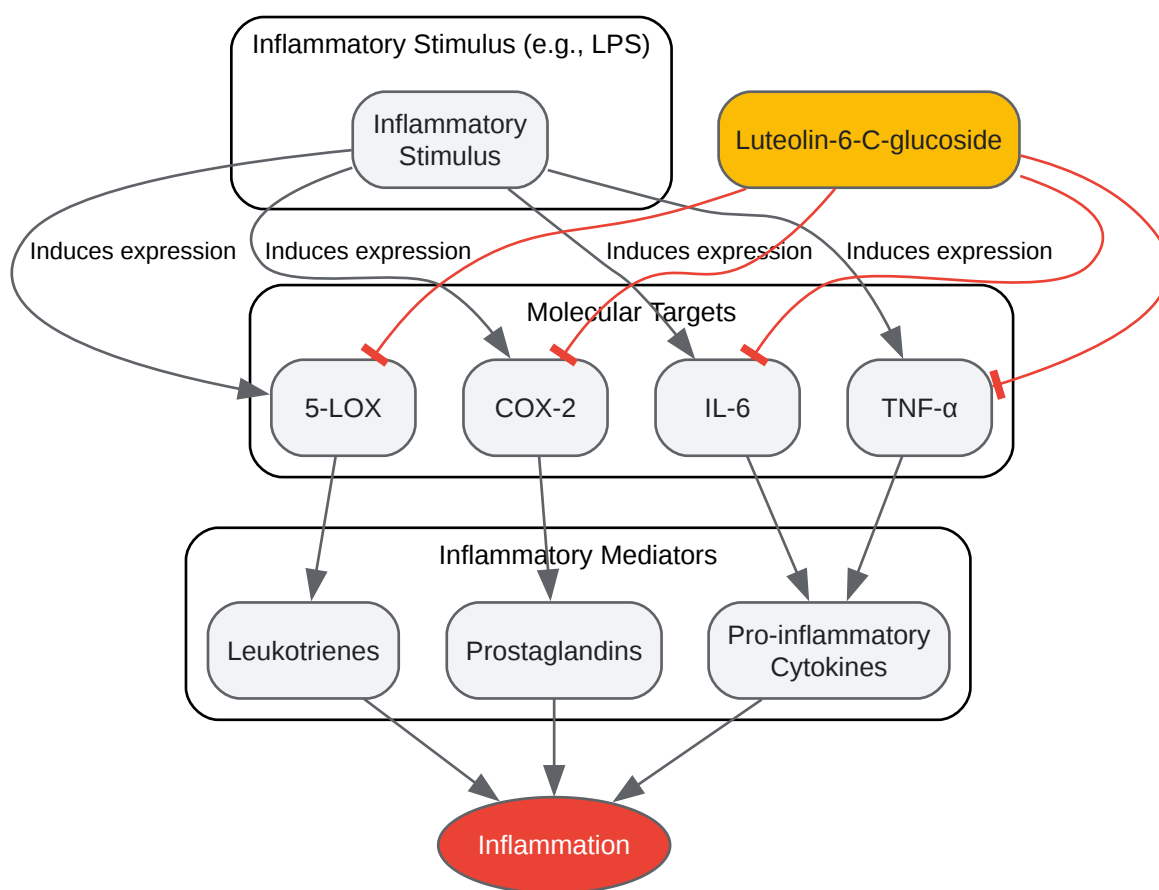 Inflammatory Stimulus (e.g., LPS)
Inflammatory
Stimulus
Luteolin-6-C-glucoside
Induces expression
Induces expression
Induces expression
Induces expression
Molecular Targets
5-LOX
COX-2
IL-6
TNF-α
Inflammatory Mediators
Leukotrienes
Prostaglandins
Pro-inflammatory
Cytokines
Inflammation